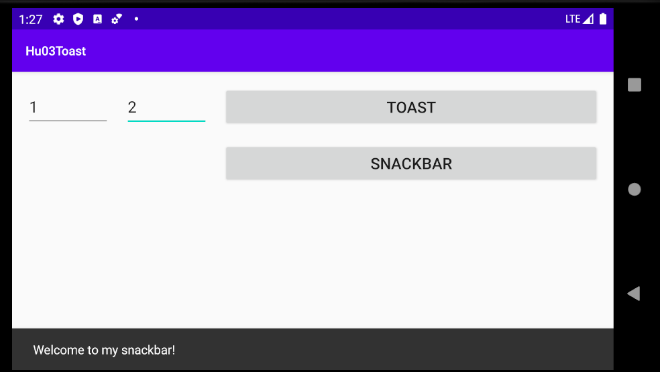 1:27 LTE
Hu03Toast
1 2 TOAST
SNACKBAR
Welcome to my snackbar!